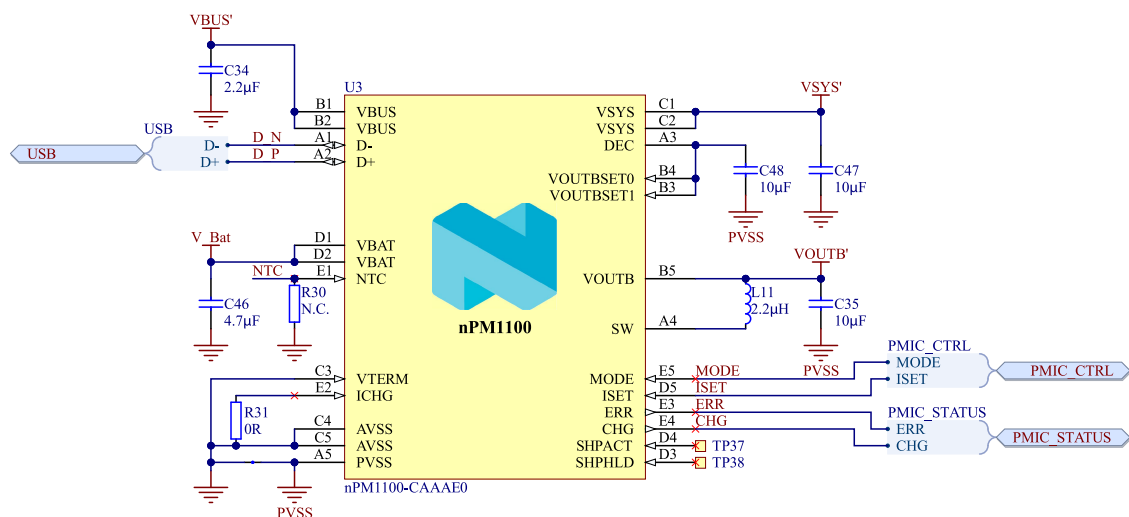 VBUS'
C34
2.2µF
USB
USB
D-
D+
D_N
D_P
U3
B1 VBUS
B2 VBUS
A1 D-
A2 D+
V_Bat
NTC
D1 VBAT
D2 VBAT
E1 NTC
C46
4.7µF
R30
N.C.
C3 VTERM
E2 ICHG
R31
0R
C4 AVSS
C5 AVSS
A5 PVSS
PVSS
nPM1100
nPM1100-CAAAE0
VSYS C1
VSYS C2
DEC A3
VOUTBSET0 B4
VOUTBSET1 B3
VSYS'
C48
10µF
PVSS
C47
10µF
VOUTB B5
SW A4
L11
2.2µH
VOUTB'
C35
10µF
PVSS
MODE E5 MODE
ISET D5 ISET
ERR E3 ERR
CHG E4 CHG
SHPACT D4 TP37
SHPHLD D3 TP38
PMIC_CTRL
MODE
ISET
PMIC_CTRL
PMIC_STATUS
ERR
CHG
PMIC_STATUS